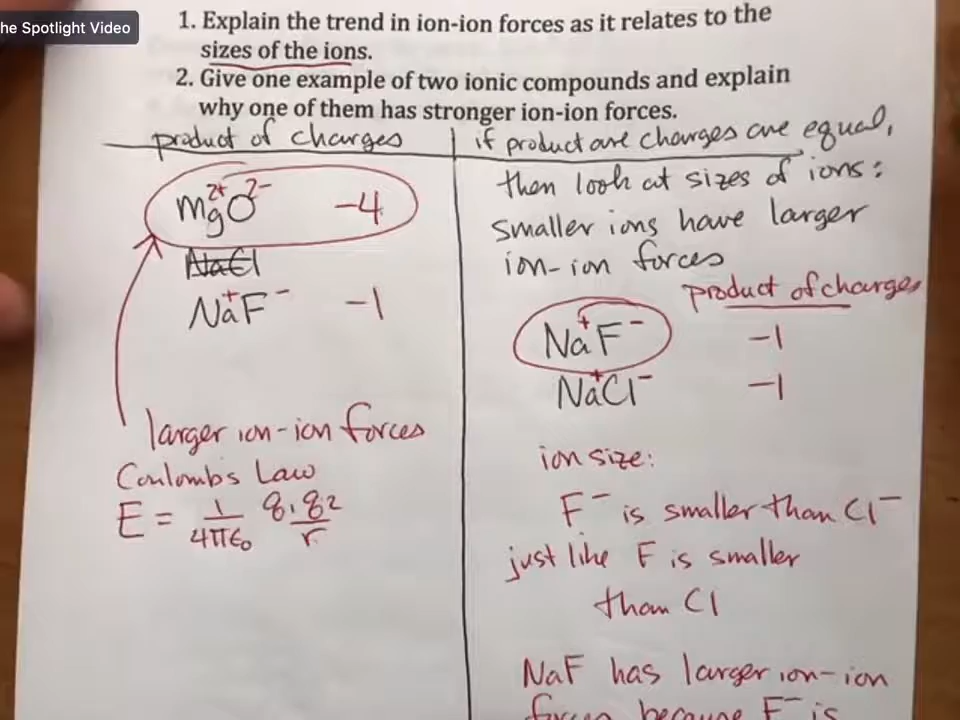 he Spotlight Video
1. Explain the trend in ion-ion forces as it relates to the
sizes of the ions.
2. Give one example of two ionic compounds and explain
why one of them has stronger ion-ion forces.
product of charges
Mg²⁺O²⁻ -4
NaCl
Na⁺F⁻ -1
larger ion-ion forces
Coulombs Law
E = 1/4πε₀ q₁q₂/r
if product are charges are equal,
then look at sizes of ions:
smaller ions have larger
ion-ion forces
product of charges
Na⁺F⁻ -1
Na⁺Cl⁻ -1
ion size:
F⁻ is smaller than Cl⁻
just like F is smaller
than Cl
NaF has larger ion-ion
forces because F⁻ is